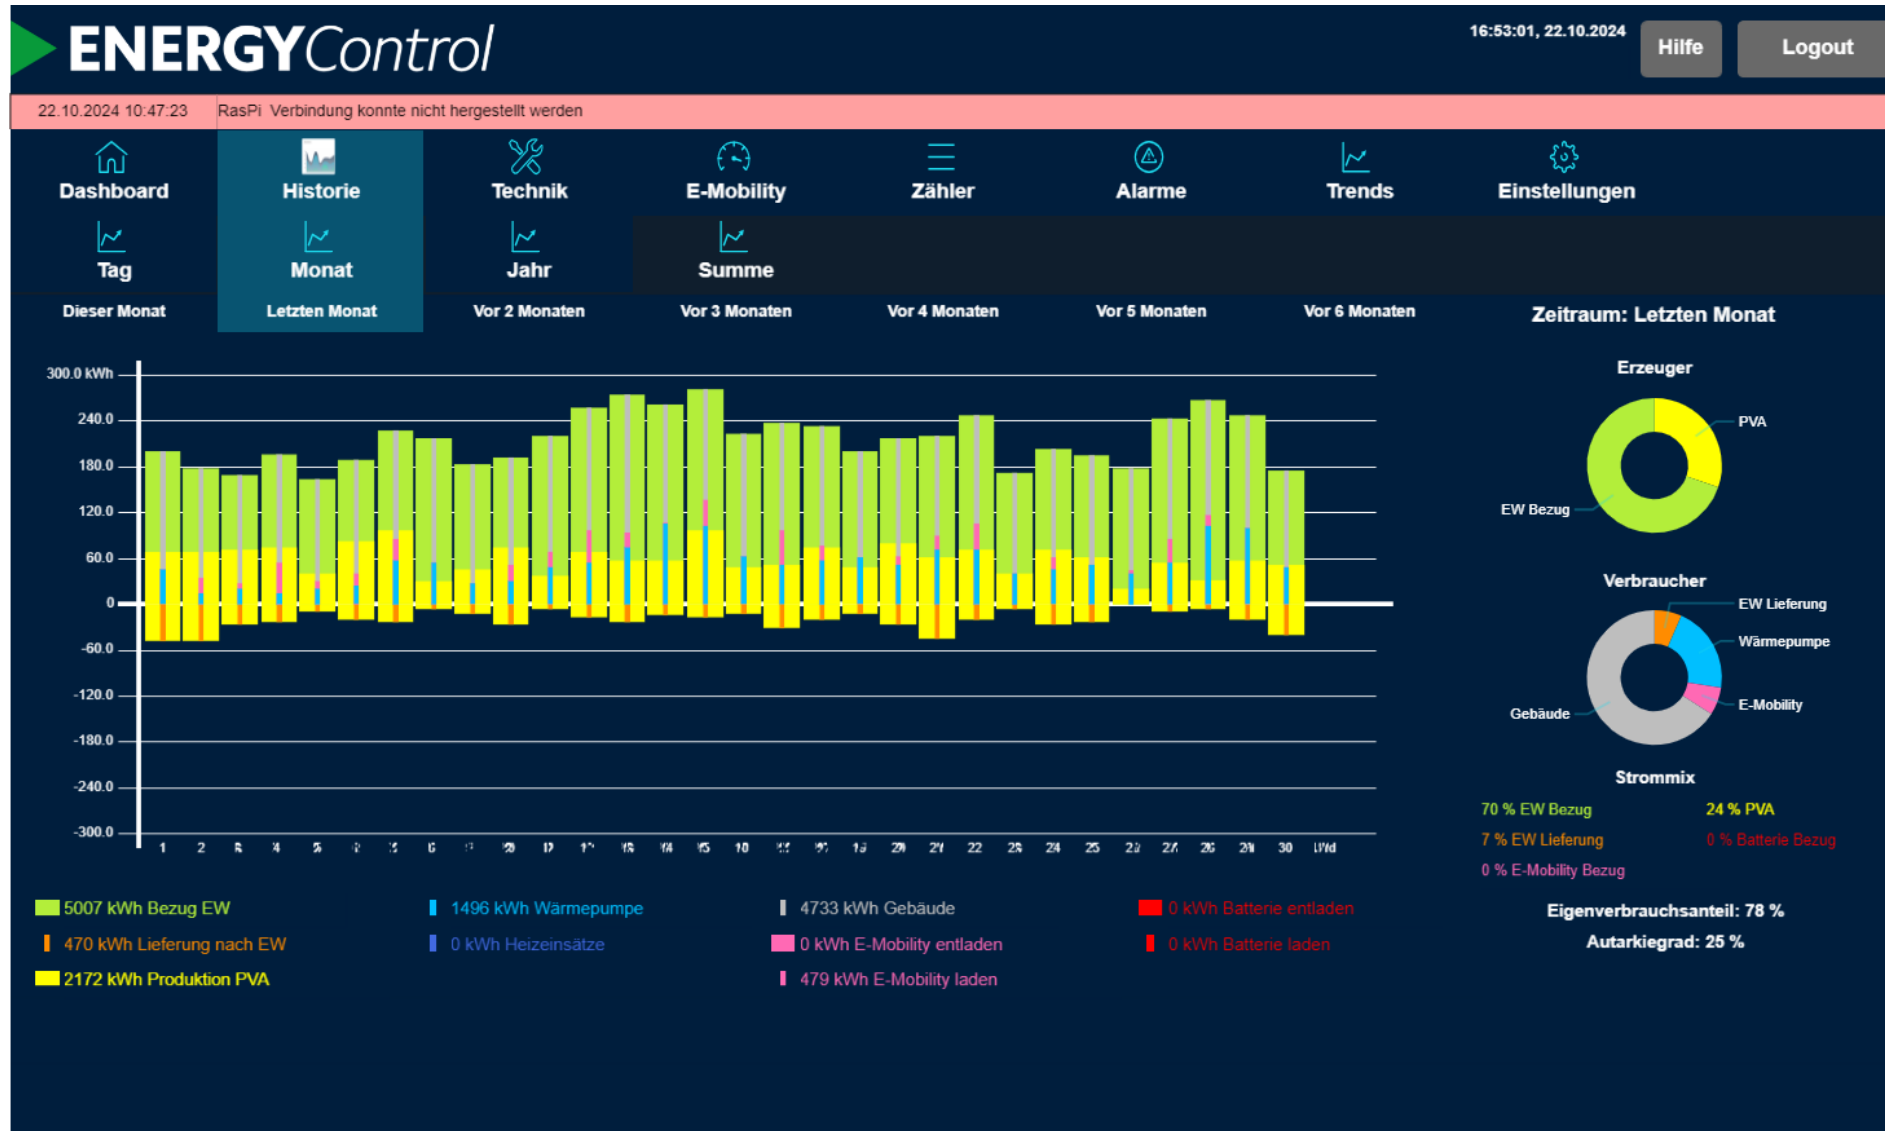 ENERGYControl
16:53:01, 22.10.2024
Hilfe
Logout
22.10.2024 10:47:23 RasPi Verbindung konnte nicht hergestellt werden
Dashboard Historie Technik E-Mobility Zähler Alarme Trends Einstellungen
Tag Monat Jahr Summe
Dieser Monat Letzten Monat Vor 2 Monaten Vor 3 Monaten Vor 4 Monaten Vor 5 Monaten Vor 6 Monaten
Zeitraum: Letzten Monat
300.0 kWh
240.0
180.0
120.0
60.0
0
-60.0
-120.0
-180.0
-240.0
-300.0
1 2 22 24 25 30
Erzeuger
PVA
EW Bezug
Verbraucher
EW Lieferung
Wärmepumpe
E-Mobility
Gebäude
Strommix
70 % EW Bezug 24 % PVA
7 % EW Lieferung 0 % Batterie Bezug
0 % E-Mobility Bezug
Eigenverbrauchsanteil: 78 %
Autarkiegrad: 25 %
5007 kWh Bezug EW 1496 kWh Wärmepumpe 4733 kWh Gebäude 0 kWh Batterie entladen
470 kWh Lieferung nach EW 0 kWh Heizeinsätze 0 kWh E-Mobility entladen 0 kWh Batterie laden
2172 kWh Produktion PVA 479 kWh E-Mobility laden